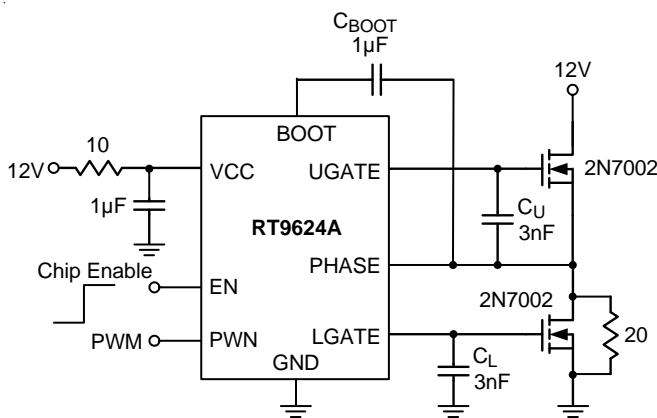 CBOOT
1µF
12V
10
BOOT
12V
VCC
UGATE
2N7002
1µF
CU
3nF
RT9624A
Chip Enable
PHASE
EN
2N7002
PWM
PWN
LGATE
20
GND
CL
3nF